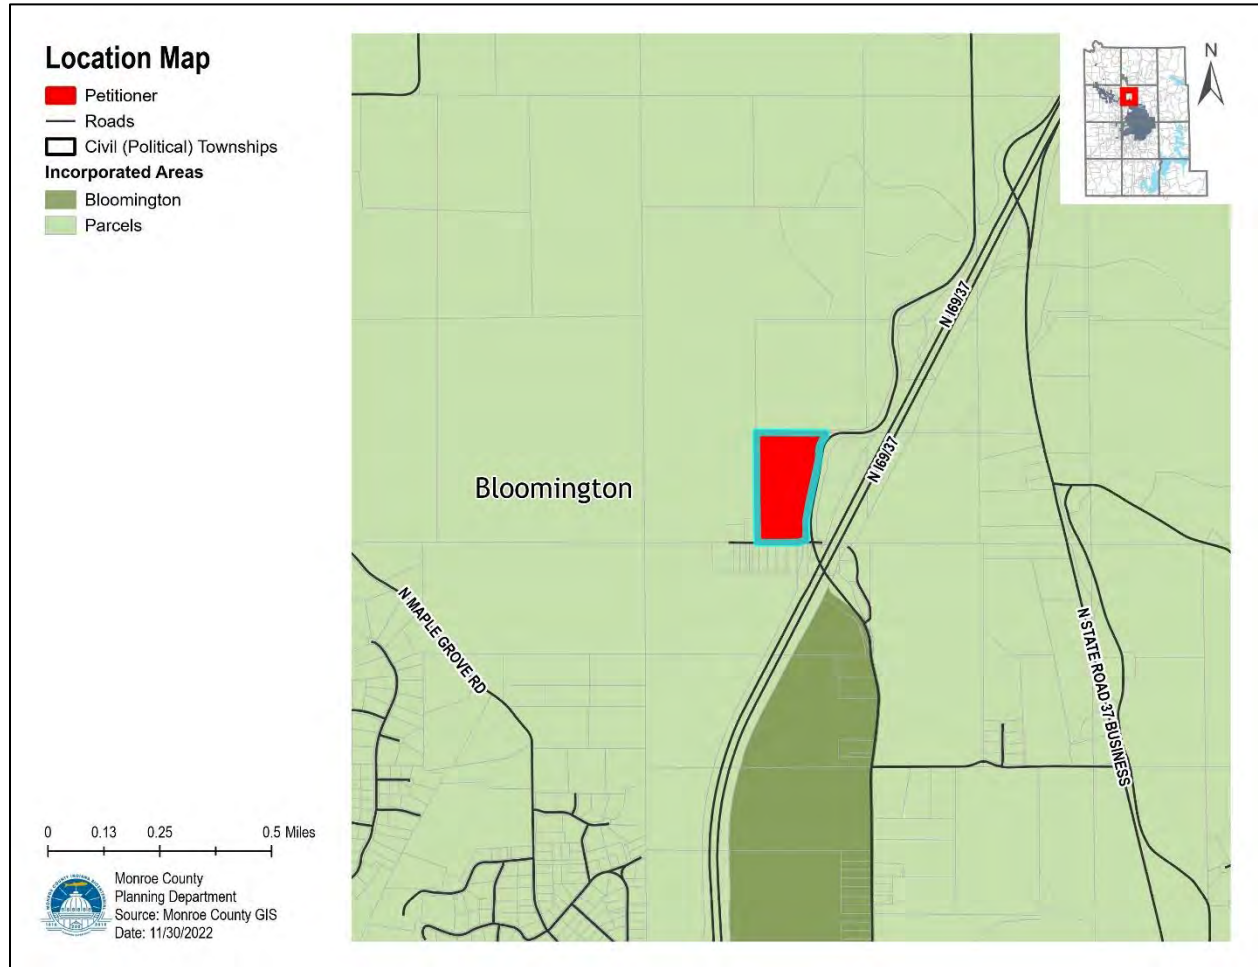 Location Map
Petitioner
Roads
Civil (Political) Townships
Incorporated Areas
Bloomington
Parcels
N
N I69/37
N I69/37
Bloomington
N MAPLE GROVE RD
N STATE ROAD 37 BUSINESS
0 0.13 0.25 0.5 Miles
Monroe County
Planning Department
Source: Monroe County GIS
Date: 11/30/2022